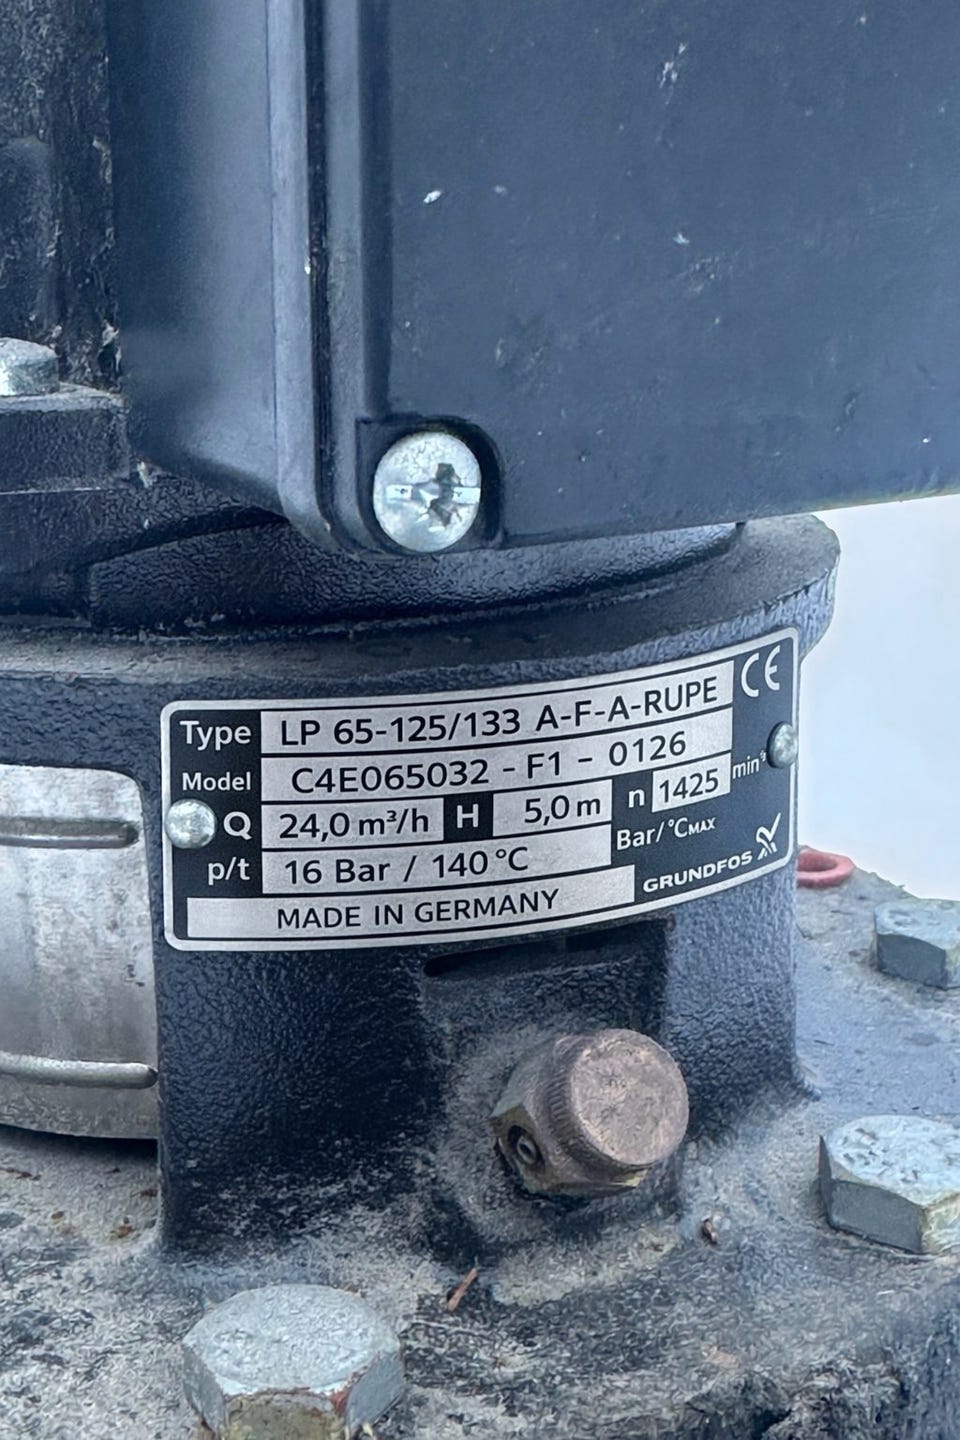 Type LP 65-125/133 A-F-A-RUPE CE
Model C4E065032 - F1 - 0126
Q 24,0 m³/h H 5,0 m n 1425 min⁻¹
p/t 16 Bar / 140 °C Bar/°CMAX
MADE IN GERMANY GRUNDFOS